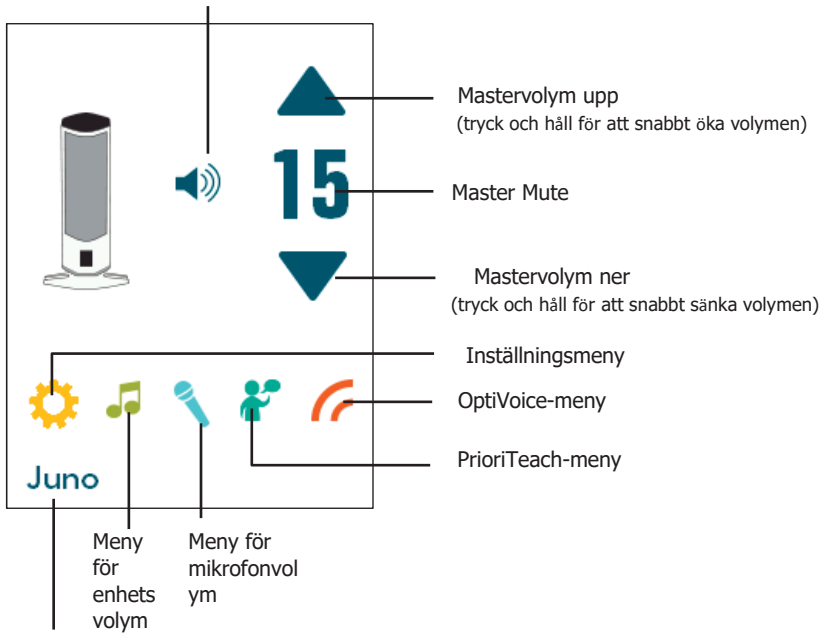 Mastervolym upp
(tryck och håll för att snabbt öka volymen)
15
Master Mute
Mastervolym ner
(tryck och håll för att snabbt sänka volymen)
Inställningsmeny
OptiVoice-meny
PrioriTeach-meny
Juno
Meny
för
enhets
volym
Meny för
mikrofonvol
ym